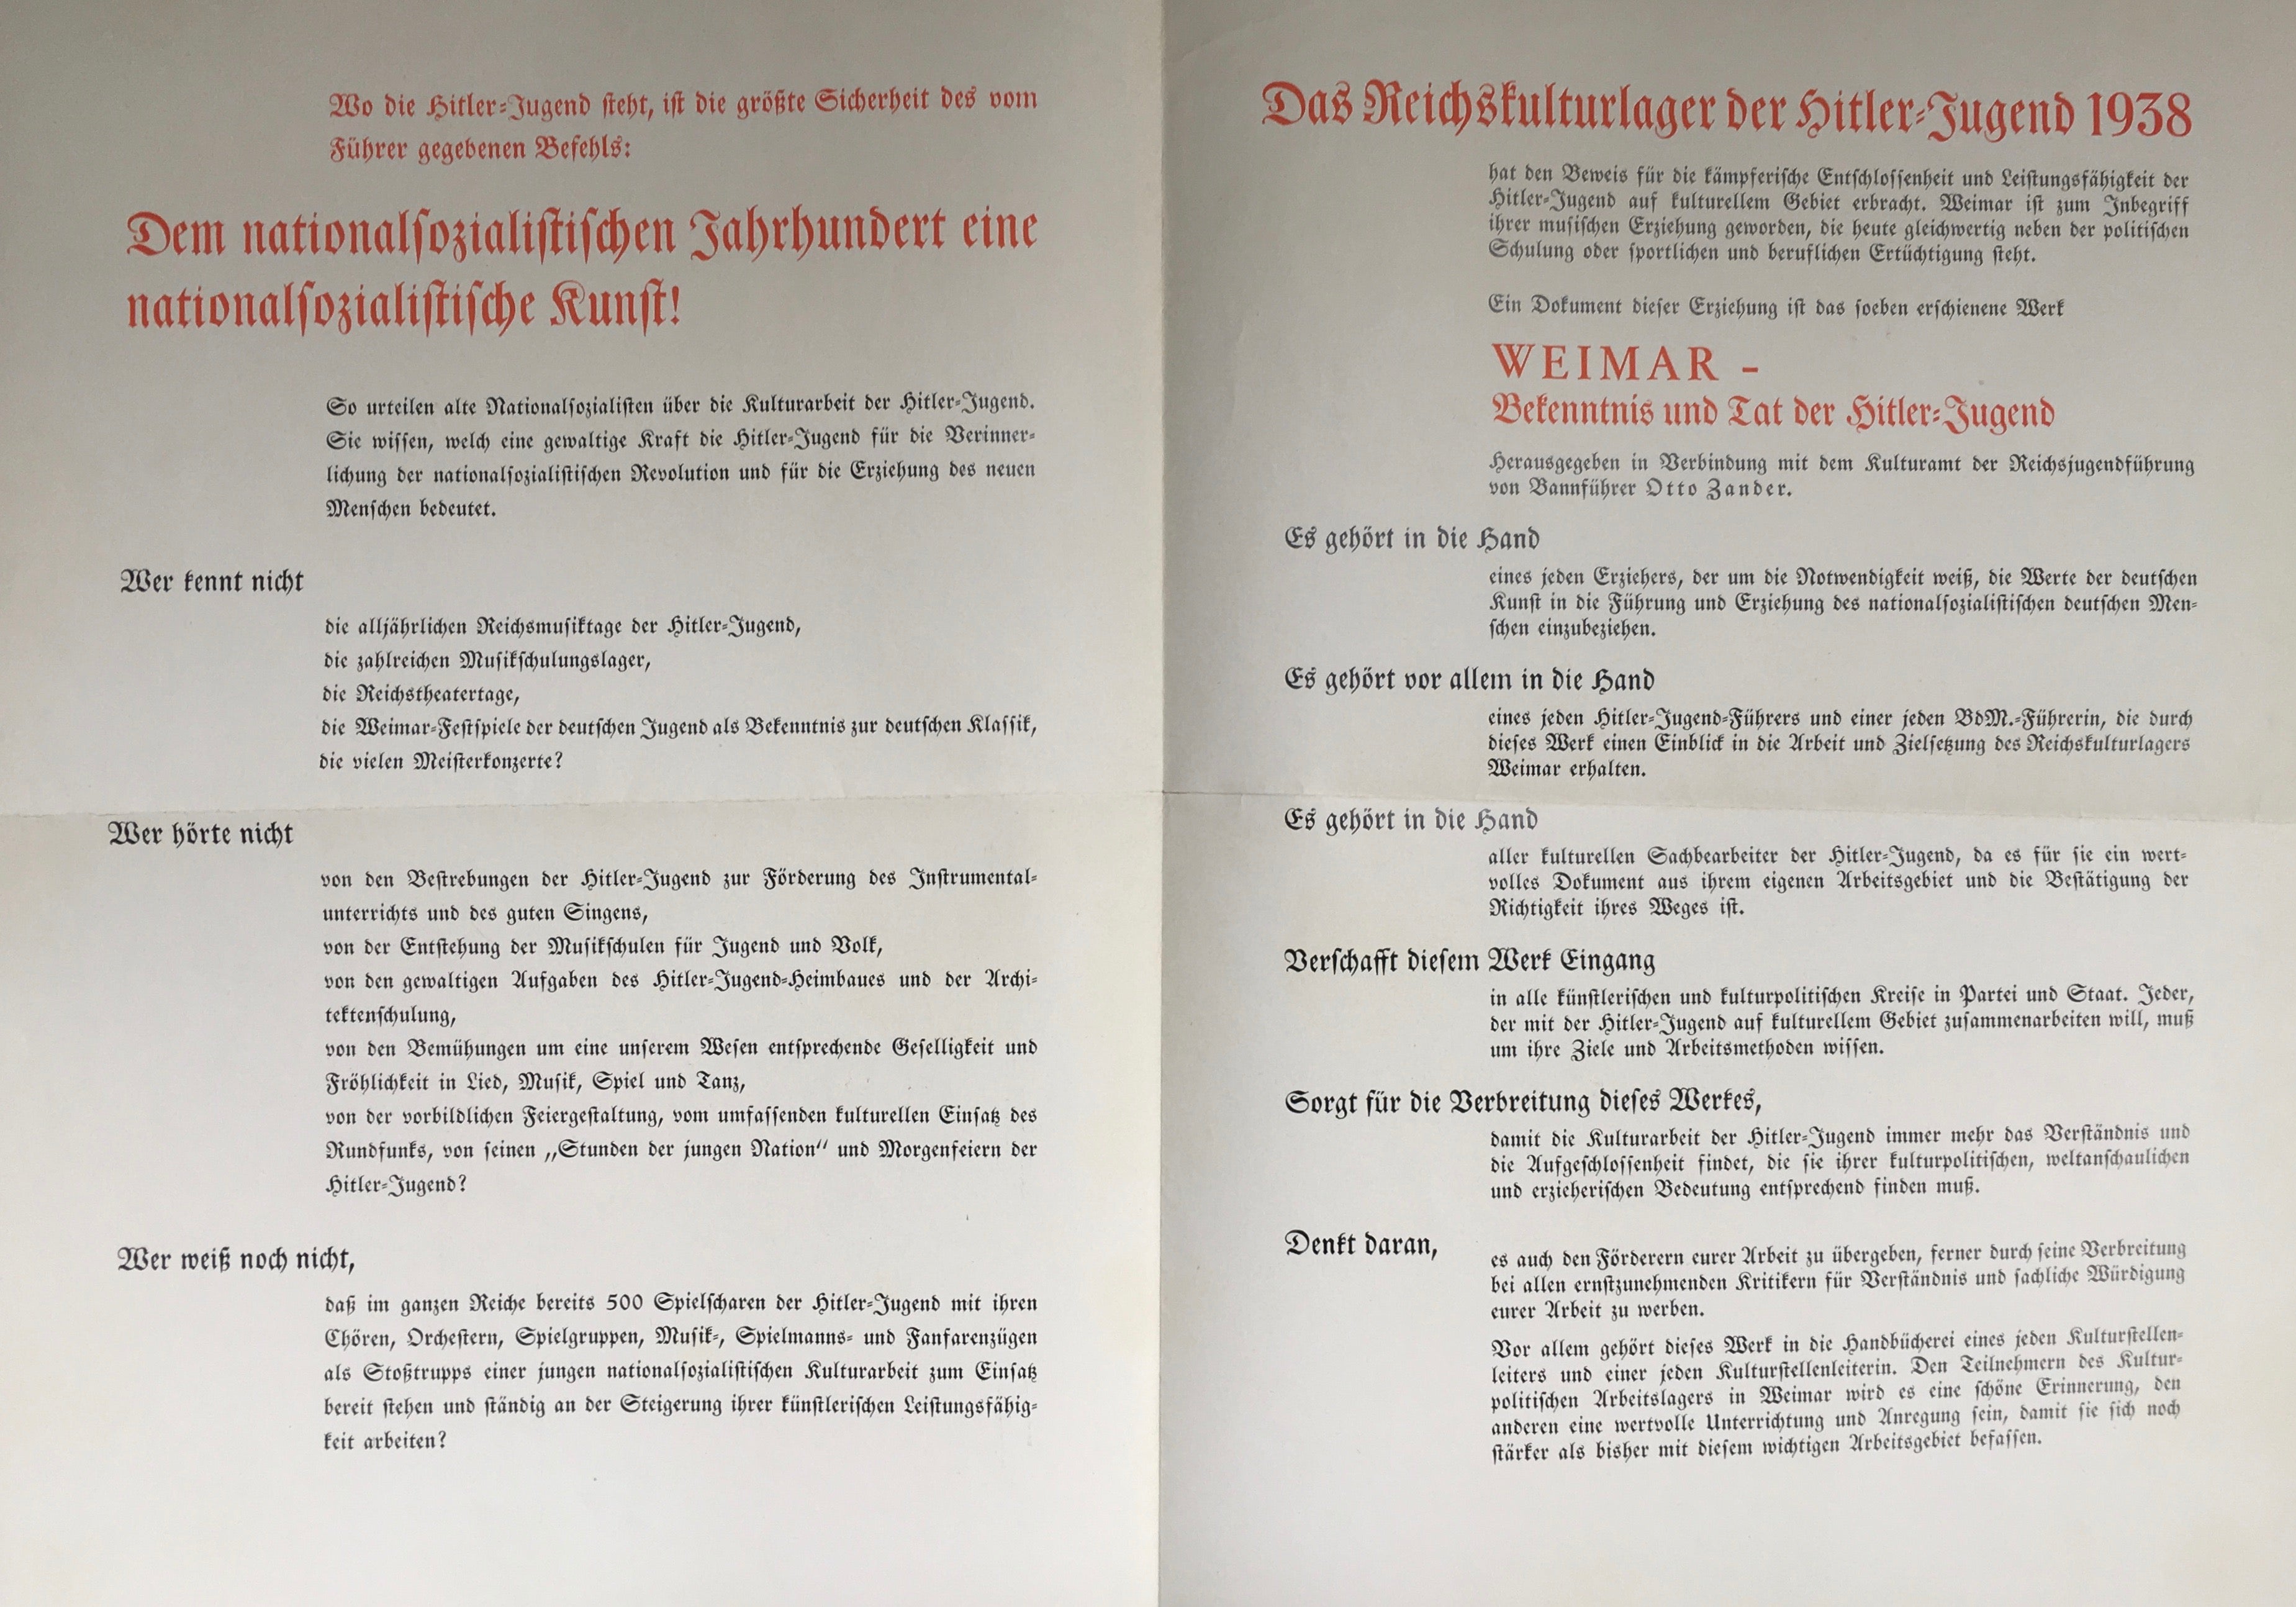 Wo die Hitler-Jugend steht, ist die größte Sicherheit des vom
Führer gegebenen Befehls:
Dem nationalsozialistischen Jahrhundert eine
nationalsozialistische Kunst!
So urteilen alte Nationalsozialisten über die Kulturarbeit der Hitler-Jugend.
Sie wissen, welch eine gewaltige Kraft die Hitler-Jugend für die Verinner-
lichung der nationalsozialistischen Revolution und für die Erziehung des neuen
Menschen bedeutet.
Wer kennt nicht
die alljährlichen Reichsmusiktage der Hitler-Jugend,
die zahlreichen Musikschulungslager,
die Reichstheatertage,
die Weimar-Festspiele der deutschen Jugend als Bekenntnis zur deutschen Klassik,
die vielen Meisterkonzerte?
Wer hörte nicht
von den Bestrebungen der Hitler-Jugend zur Förderung des Instrumental-
unterrichts und des guten Singens,
von der Entstehung der Musikschulen für Jugend und Volk,
von den gewaltigen Aufgaben des Hitler-Jugend-Heimbaues und der Archi-
tektenschulung,
von den Bemühungen um eine unserem Wesen entsprechende Geselligkeit und
Fröhlichkeit in Lied, Musik, Spiel und Tanz,
von der vorbildlichen Feiergestaltung, vom umfassenden kulturellen Einsatz des
Rundfunks, von seinen „Stunden der jungen Nation“ und Morgenfeiern der
Hitler-Jugend?
Wer weiß noch nicht,
daß im ganzen Reiche bereits 500 Spielscharen der Hitler-Jugend mit ihren
Chören, Orchestern, Spielgruppen, Musik-, Spielmanns- und Fanfarenzügen
als Stoßtrupps einer jungen nationalsozialistischen Kulturarbeit zum Einsatz
bereit stehen und ständig an der Steigerung ihrer künstlerischen Leistungsfähig-
keit arbeiten?
Das Reichskulturlager der Hitler-Jugend 1938
hat den Beweis für die kämpferische Entschlossenheit und Leistungsfähigkeit der
Hitler-Jugend auf kulturellem Gebiet erbracht. Weimar ist zum Inbegriff
ihrer musischen Erziehung geworden, die heute gleichwertig neben der politischen
Schulung oder sportlichen und beruflichen Ertüchtigung steht.
Ein Dokument dieser Erziehung ist das soeben erschienene Werk
WEIMAR -
Bekenntnis und Tat der Hitler-Jugend
Herausgegeben in Verbindung mit dem Kulturamt der Reichsjugendführung
von Bannführer Otto Zander.
Es gehört in die Hand
eines jeden Erziehers, der um die Notwendigkeit weiß, die Werte der deutschen
Kunst in die Führung und Erziehung des nationalsozialistischen deutschen Men-
schen einzubeziehen.
Es gehört vor allem in die Hand
eines jeden Hitler-Jugend-Führers und einer jeden BdM.-Führerin, die durch
dieses Werk einen Einblick in die Arbeit und Zielsetzung des Reichskulturlagers
Weimar erhalten.
Es gehört in die Hand
aller kulturellen Sachbearbeiter der Hitler-Jugend, da es für sie ein wert-
volles Dokument aus ihrem eigenen Arbeitsgebiet und die Bestätigung der
Richtigkeit ihres Weges ist.
Verschafft diesem Werk Eingang
in alle künstlerischen und kulturpolitischen Kreise in Partei und Staat. Jeder,
der mit der Hitler-Jugend auf kulturellem Gebiet zusammenarbeiten will, muß
um ihre Ziele und Arbeitsmethoden wissen.
Sorgt für die Verbreitung dieses Werkes,
damit die Kulturarbeit der Hitler-Jugend immer mehr das Verständnis und
die Aufgeschlossenheit findet, die sie ihrer kulturpolitischen, weltanschaulichen
und erzieherischen Bedeutung entsprechend finden muß.
Denkt daran,
es auch den Förderern eurer Arbeit zu übergeben, ferner durch seine Verbreitung
bei allen ernstzunehmenden Kritikern für Verständnis und sachliche Würdigung
eurer Arbeit zu werben.
Vor allem gehört dieses Werk in die Handbücherei eines jeden Kulturstellen-
leiters und einer jeden Kulturstellenleiterin. Den Teilnehmern des Kultur-
politischen Arbeitslagers in Weimar wird es eine schöne Erinnerung, den
anderen eine wertvolle Unterrichtung und Anregung sein, damit sie sich noch
stärker als bisher mit diesem wichtigen Arbeitsgebiet befassen.